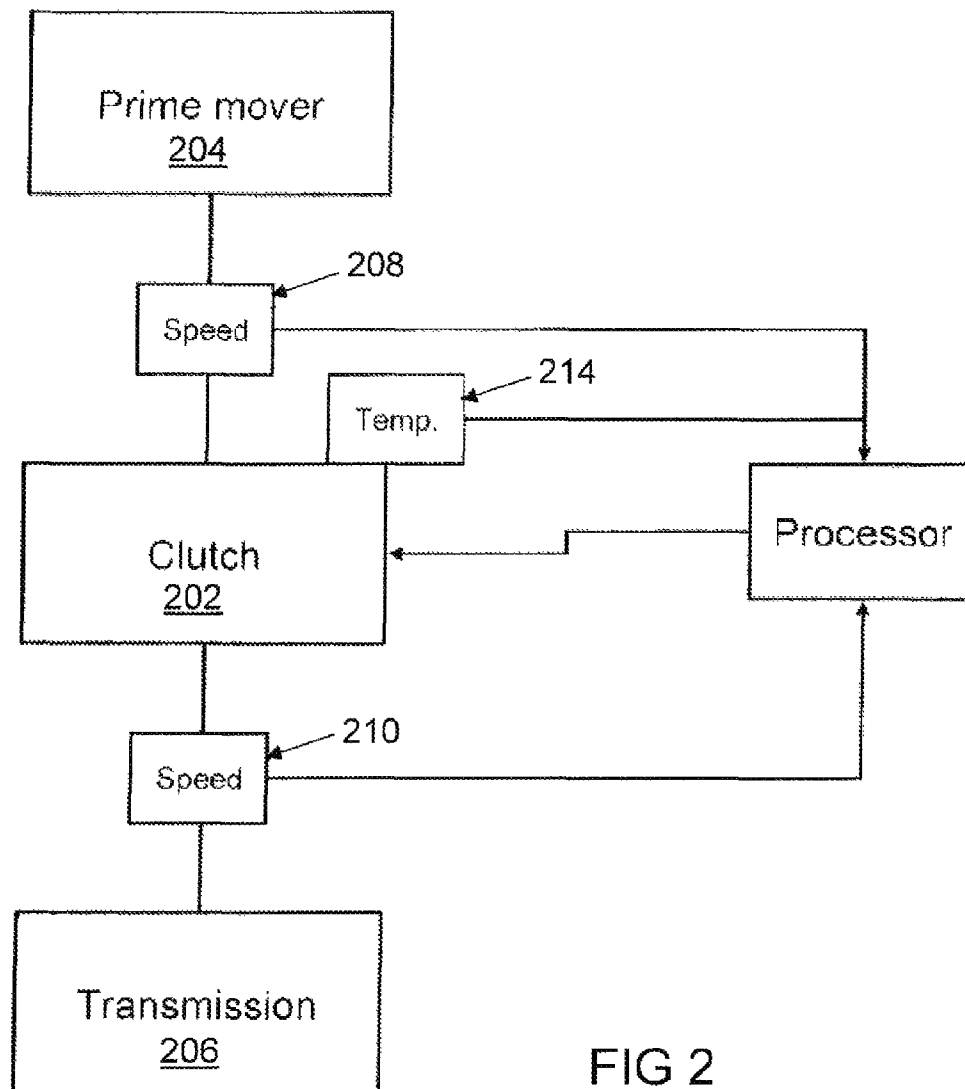 Prime mover
204
208
Speed
214
Temp.
Clutch
202
Processor
210
Speed
Transmission
206
FIG 2